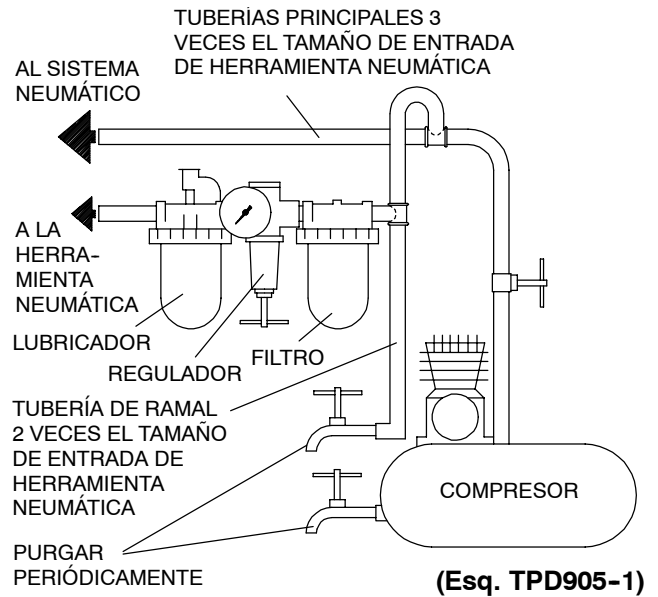 TUBERÍAS PRINCIPALES 3
VECES EL TAMAÑO DE ENTRADA
DE HERRAMIENTA NEUMÁTICA
AL SISTEMA
NEUMÁTICO
A LA
HERRA-
MIENTA
NEUMÁTICA
LUBRICADOR
REGULADOR
FILTRO
TUBERÍA DE RAMAL
2 VECES EL TAMAÑO
DE ENTRADA DE
HERRAMIENTA
NEUMÁTICA
COMPRESOR
PURGAR
PERIÓDICAMENTE
(Esq. TPD905-1)